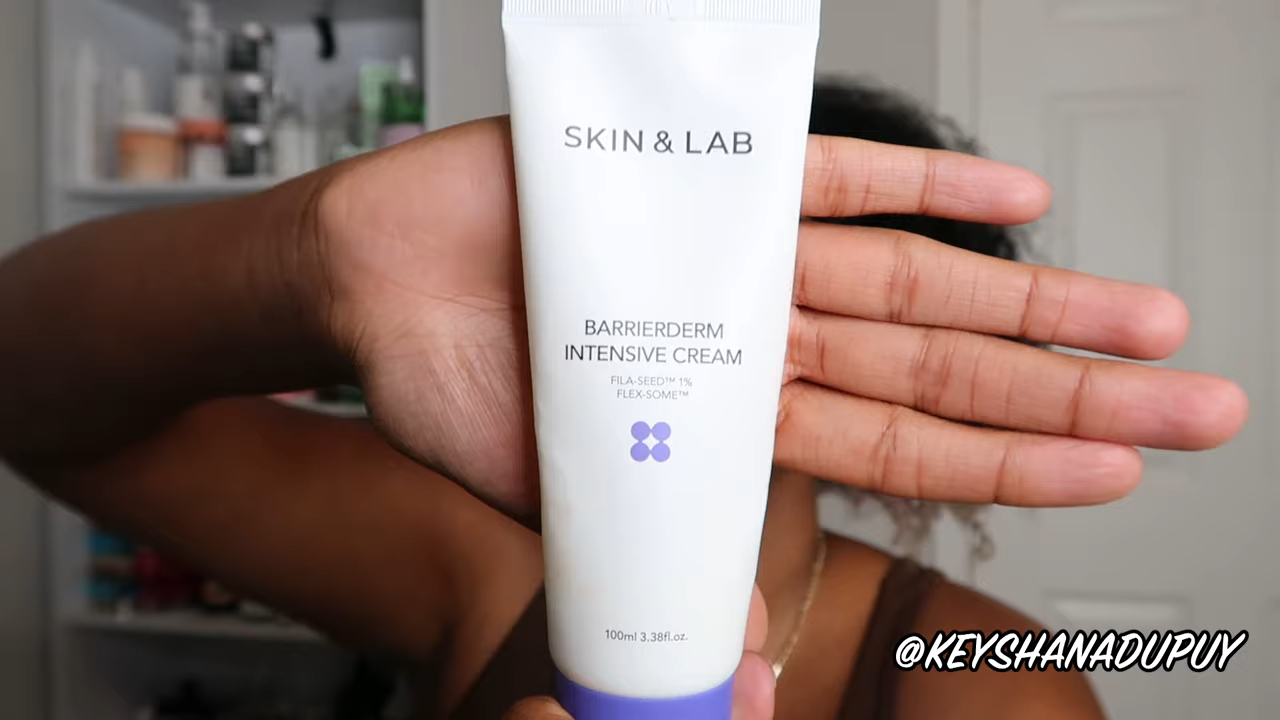 SKIN & LAB
BARRIERDERM
INTENSIVE CREAM
FILA-SEED™ 1%
FLEX-SOME™
100ml 3.38fl.oz.
@KEYSHANADUPUY